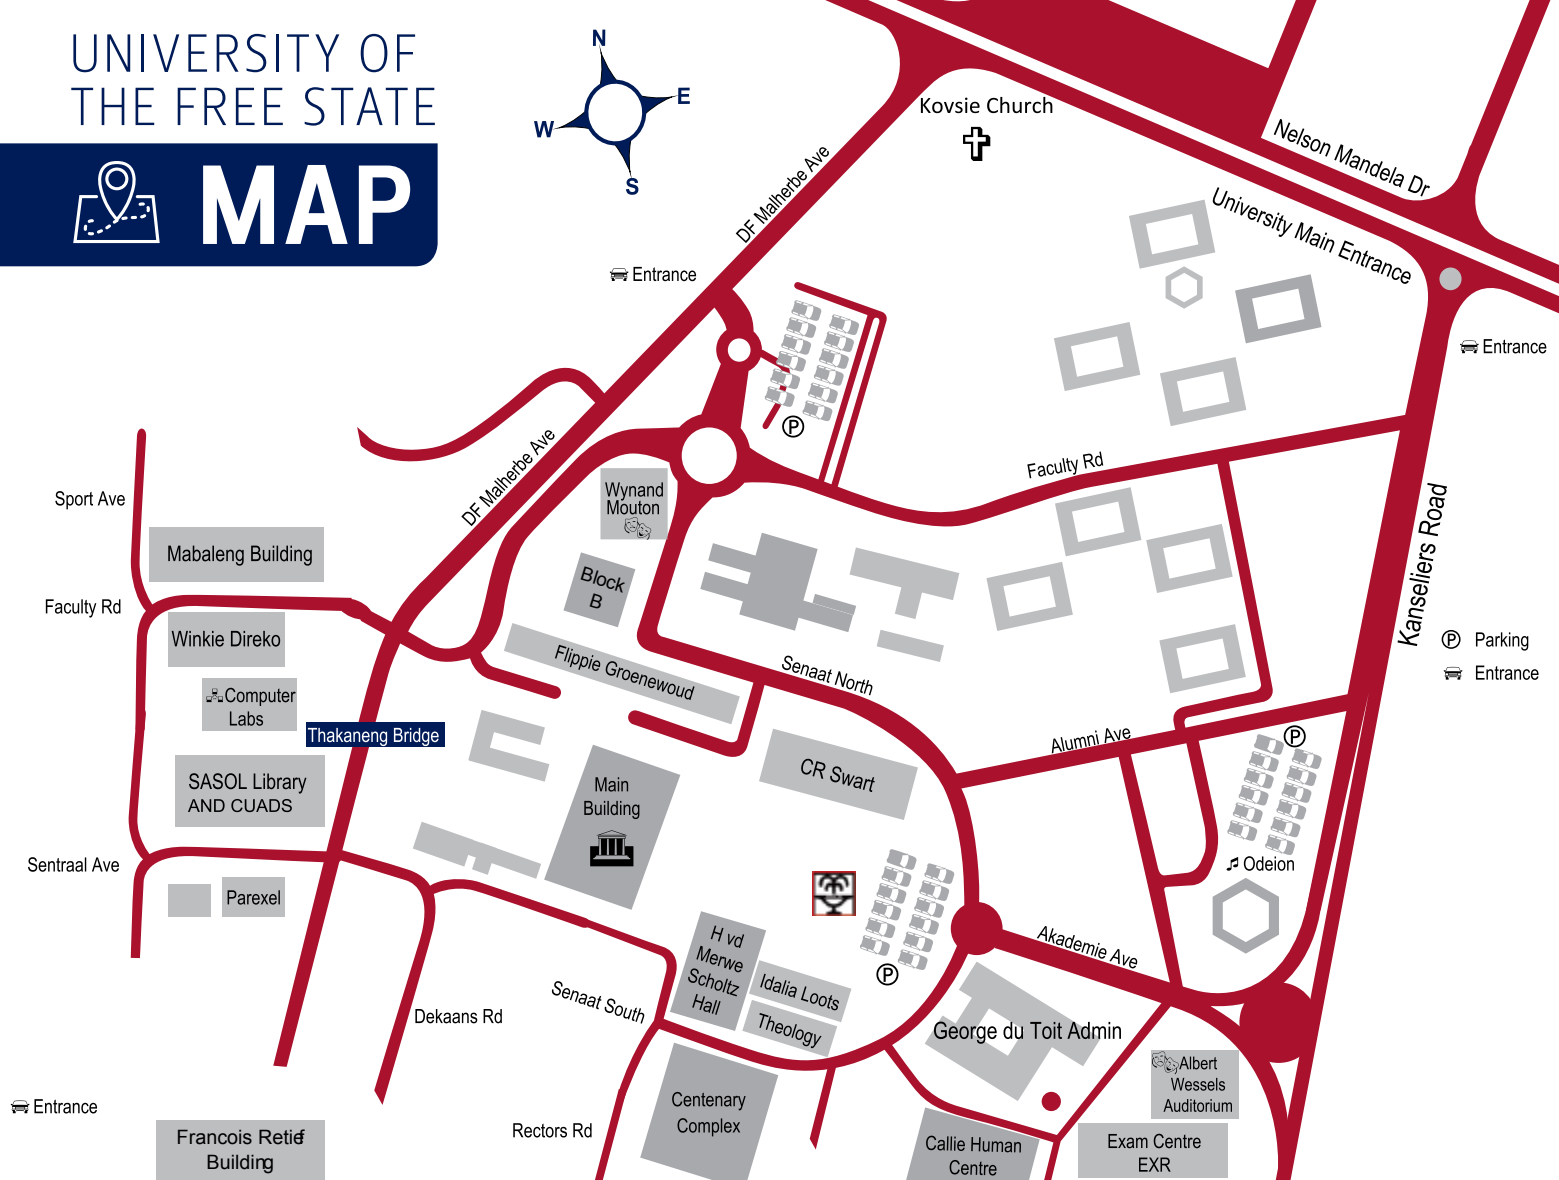 UNIVERSITY OF
THE FREE STATE
MAP
N
E
W
S
Kovsie Church
Nelson Mandela Dr
University Main Entrance
DF Malherbe Ave
Entrance
Entrance
P
Faculty Rd
DF Malherbe Ave
Sport Ave
Wynand
Mouton
Kanseliers Road
Mabaleng Building
Block
B
Faculty Rd
Winkie Direko
Flippie Groenewoud
Senaat North
P Parking
Entrance
Computer
Labs
Thakaneng Bridge
Alumni Ave
P
SASOL Library
AND CUADS
Main
Building
CR Swart
Sentraal Ave
Odeion
Parexel
H vd
Merwe
Scholtz
Hall
Idalia Loots
Theology
P
Akademie Ave
Senaat South
Dekaans Rd
George du Toit Admin
Albert
Wessels
Auditorium
Entrance
Centenary
Complex
Rectors Rd
Francois Retief
Building
Callie Human
Centre
Exam Centre
EXR